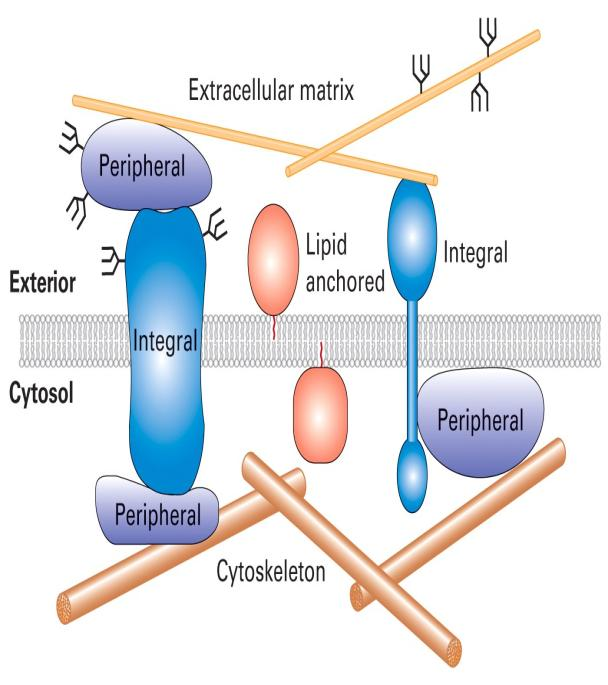 Extracellular matrix
Peripheral
Lipid
anchored
Integral
Exterior
Integral
Cytosol
Peripheral
Peripheral
Cytoskeleton